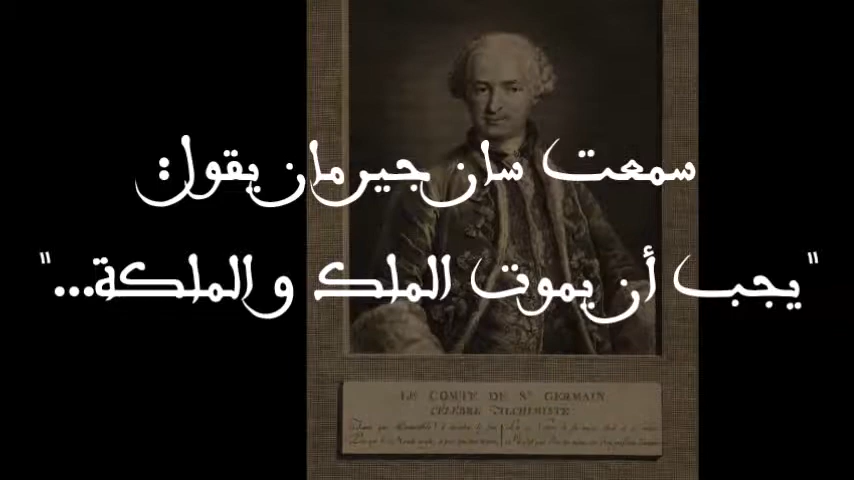 سمعت سان جيرمان يقول:
"يجب أن يموت الملك و الملكة..."
LE COMTE DE St GERMAIN
CÉLÈBRE ALCHIMISTE